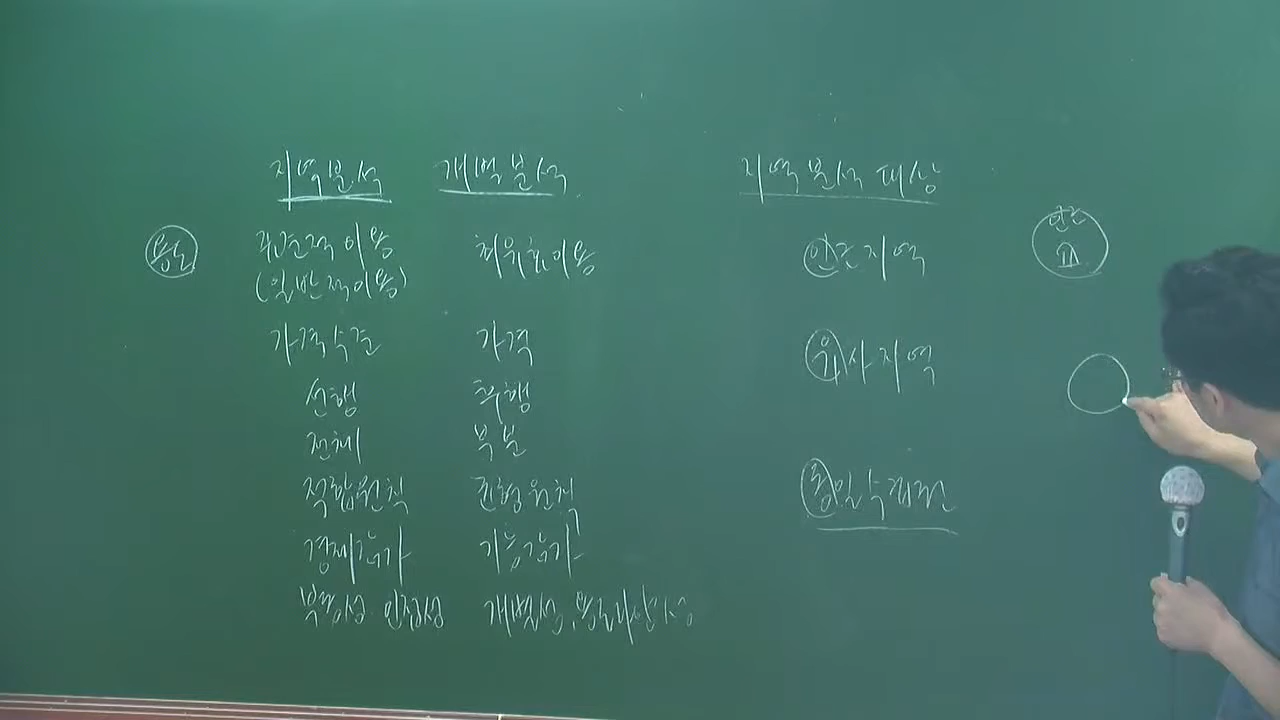 지역분석 개별분석 지역분석 대상
용도 표준적이용 최유효이용 인근지역 인근
(일반적이용)
가격수준 가격 유사지역
선행 후행
전체 부분
적합원칙 균형원칙 동일수급권
경제감가 기능감가
부동성 인접성 개별성, 용도다양성